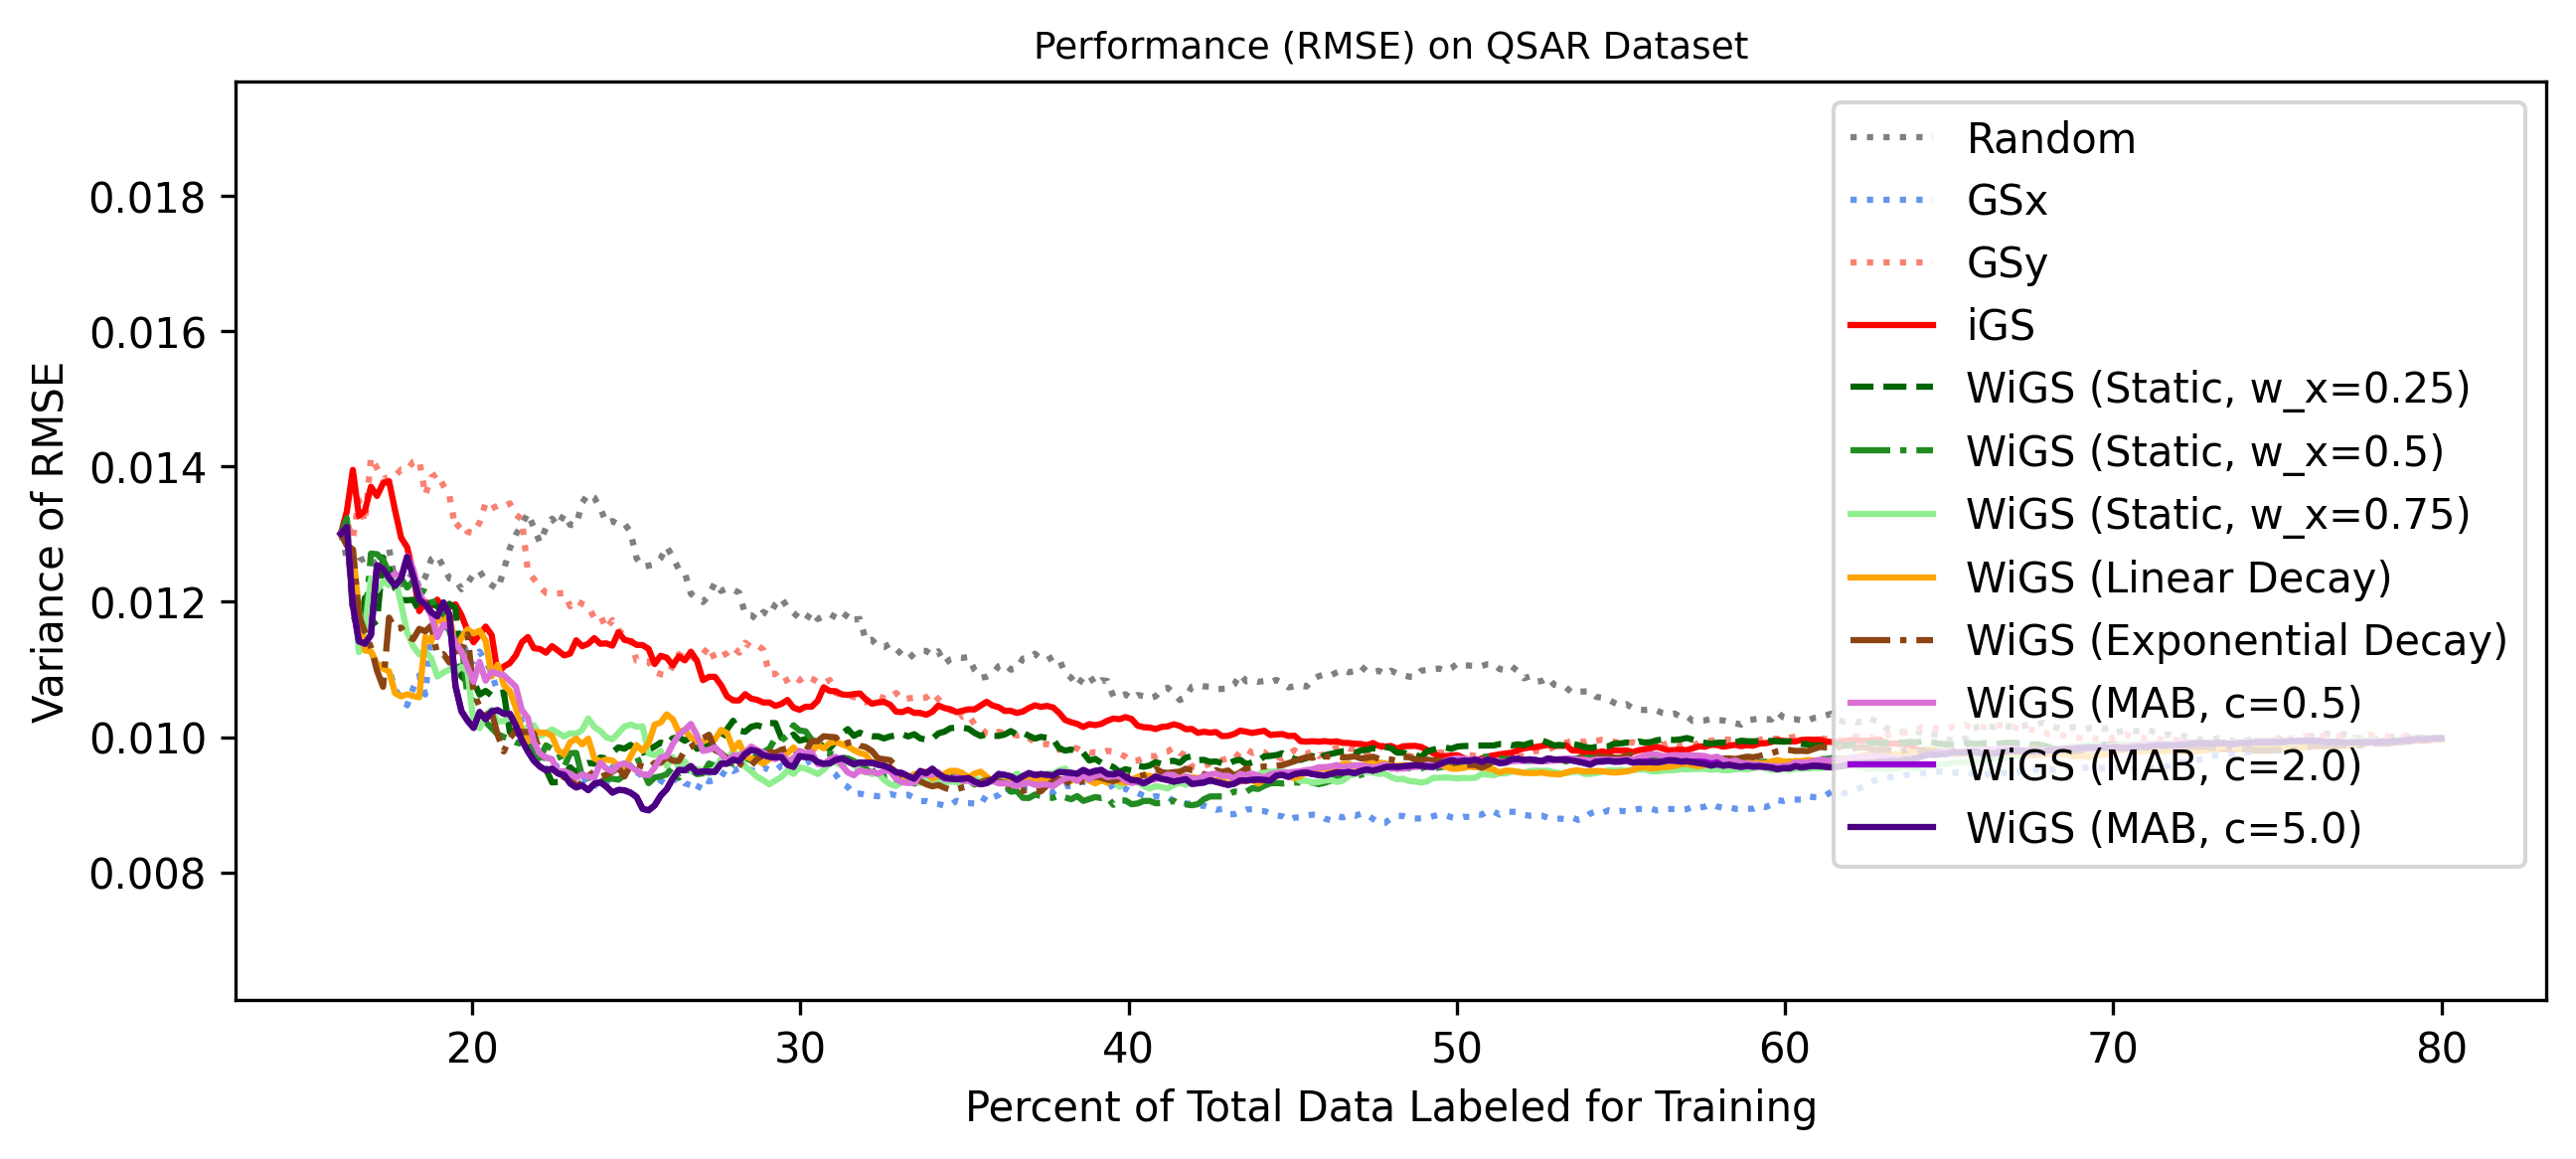 Performance (RMSE) on QSAR Dataset
Variance of RMSE
0.018
0.016
0.014
0.012
0.010
0.008
20
30
40
50
60
70
80
Percent of Total Data Labeled for Training
Random
GSx
GSy
iGS
WiGS (Static, w_x=0.25)
WiGS (Static, w_x=0.5)
WiGS (Static, w_x=0.75)
WiGS (Linear Decay)
WiGS (Exponential Decay)
WiGS (MAB, c=0.5)
WiGS (MAB, c=2.0)
WiGS (MAB, c=5.0)